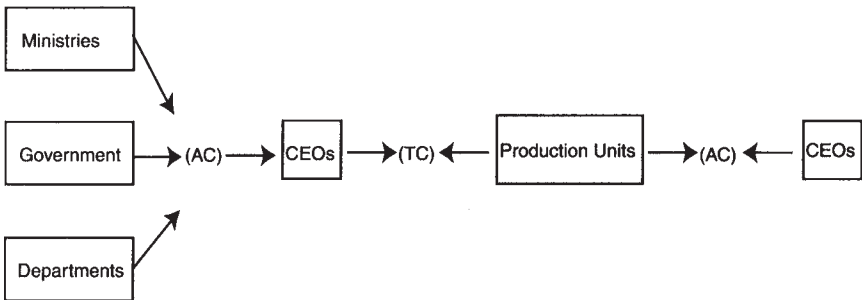 Ministries
Government
(AC)
CEOs
(TC)
Production Units
(AC)
CEOs
Departments